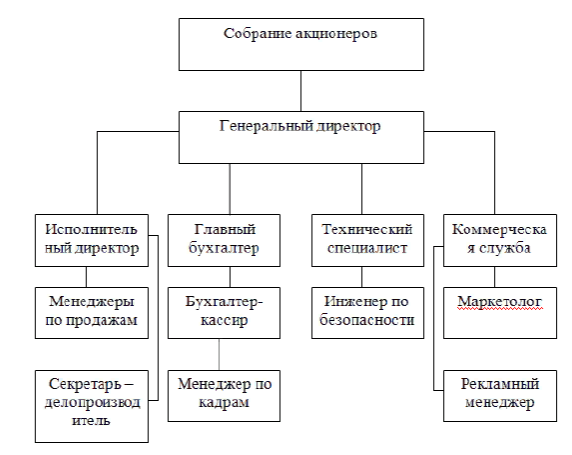 Собрание акционеров
Генеральный директор
Исполнитель
ный директор
Главный
бухгалтер
Технический
специалист
Коммерческа
я служба
Менеджеры
по продажам
Бухгалтер-
кассир
Инженер по
безопасности
Маркетолог
Секретарь –
делопроизвод
итель
Менеджер по
кадрам
Рекламный
менеджер